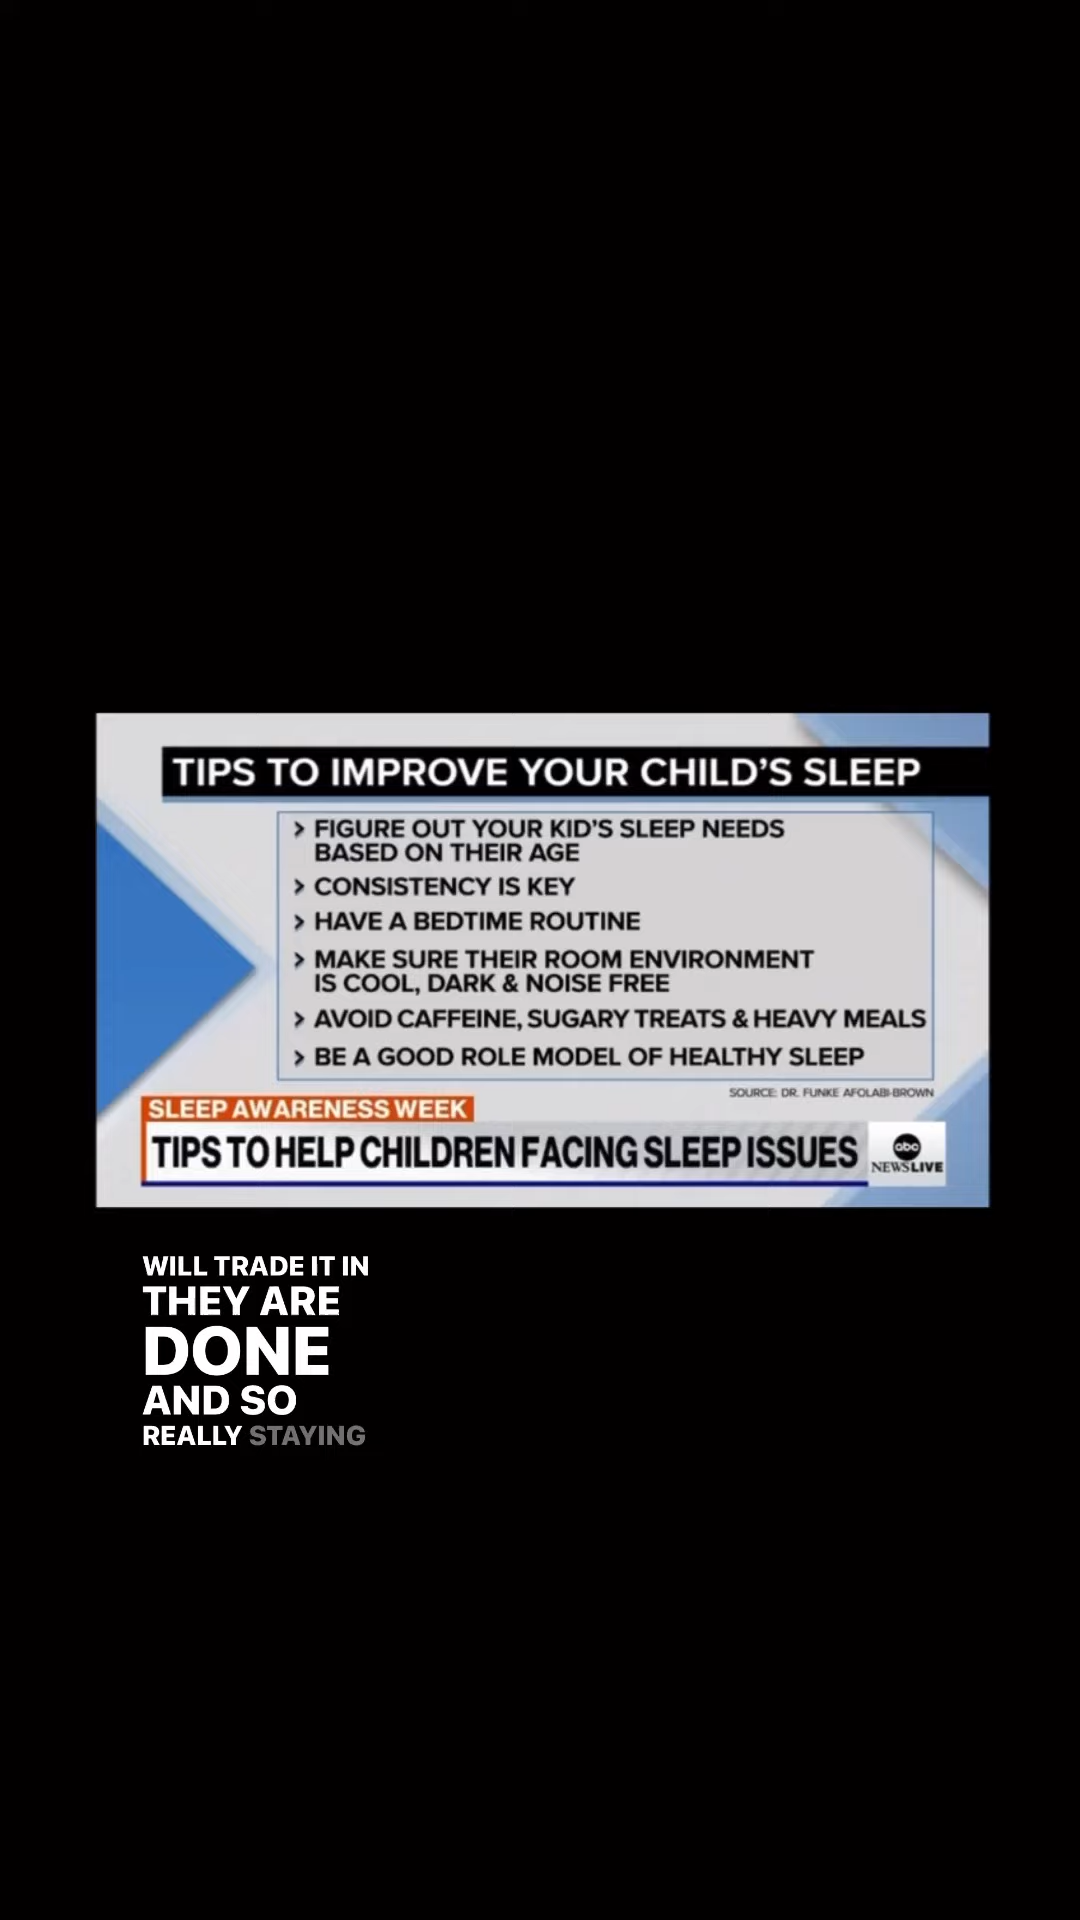 TIPS TO IMPROVE YOUR CHILD'S SLEEP
> FIGURE OUT YOUR KID'S SLEEP NEEDS
BASED ON THEIR AGE
> CONSISTENCY IS KEY
> HAVE A BEDTIME ROUTINE
> MAKE SURE THEIR ROOM ENVIRONMENT
IS COOL, DARK & NOISE FREE
> AVOID CAFFEINE, SUGARY TREATS & HEAVY MEALS
> BE A GOOD ROLE MODEL OF HEALTHY SLEEP
SOURCE: DR. FUNKE AFOLABI-BROWN
SLEEP AWARENESS WEEK
TIPS TO HELP CHILDREN FACING SLEEP ISSUES
abc
NEWS LIVE
WILL TRADE IT IN
THEY ARE
DONE
AND SO
REALLY STAYING